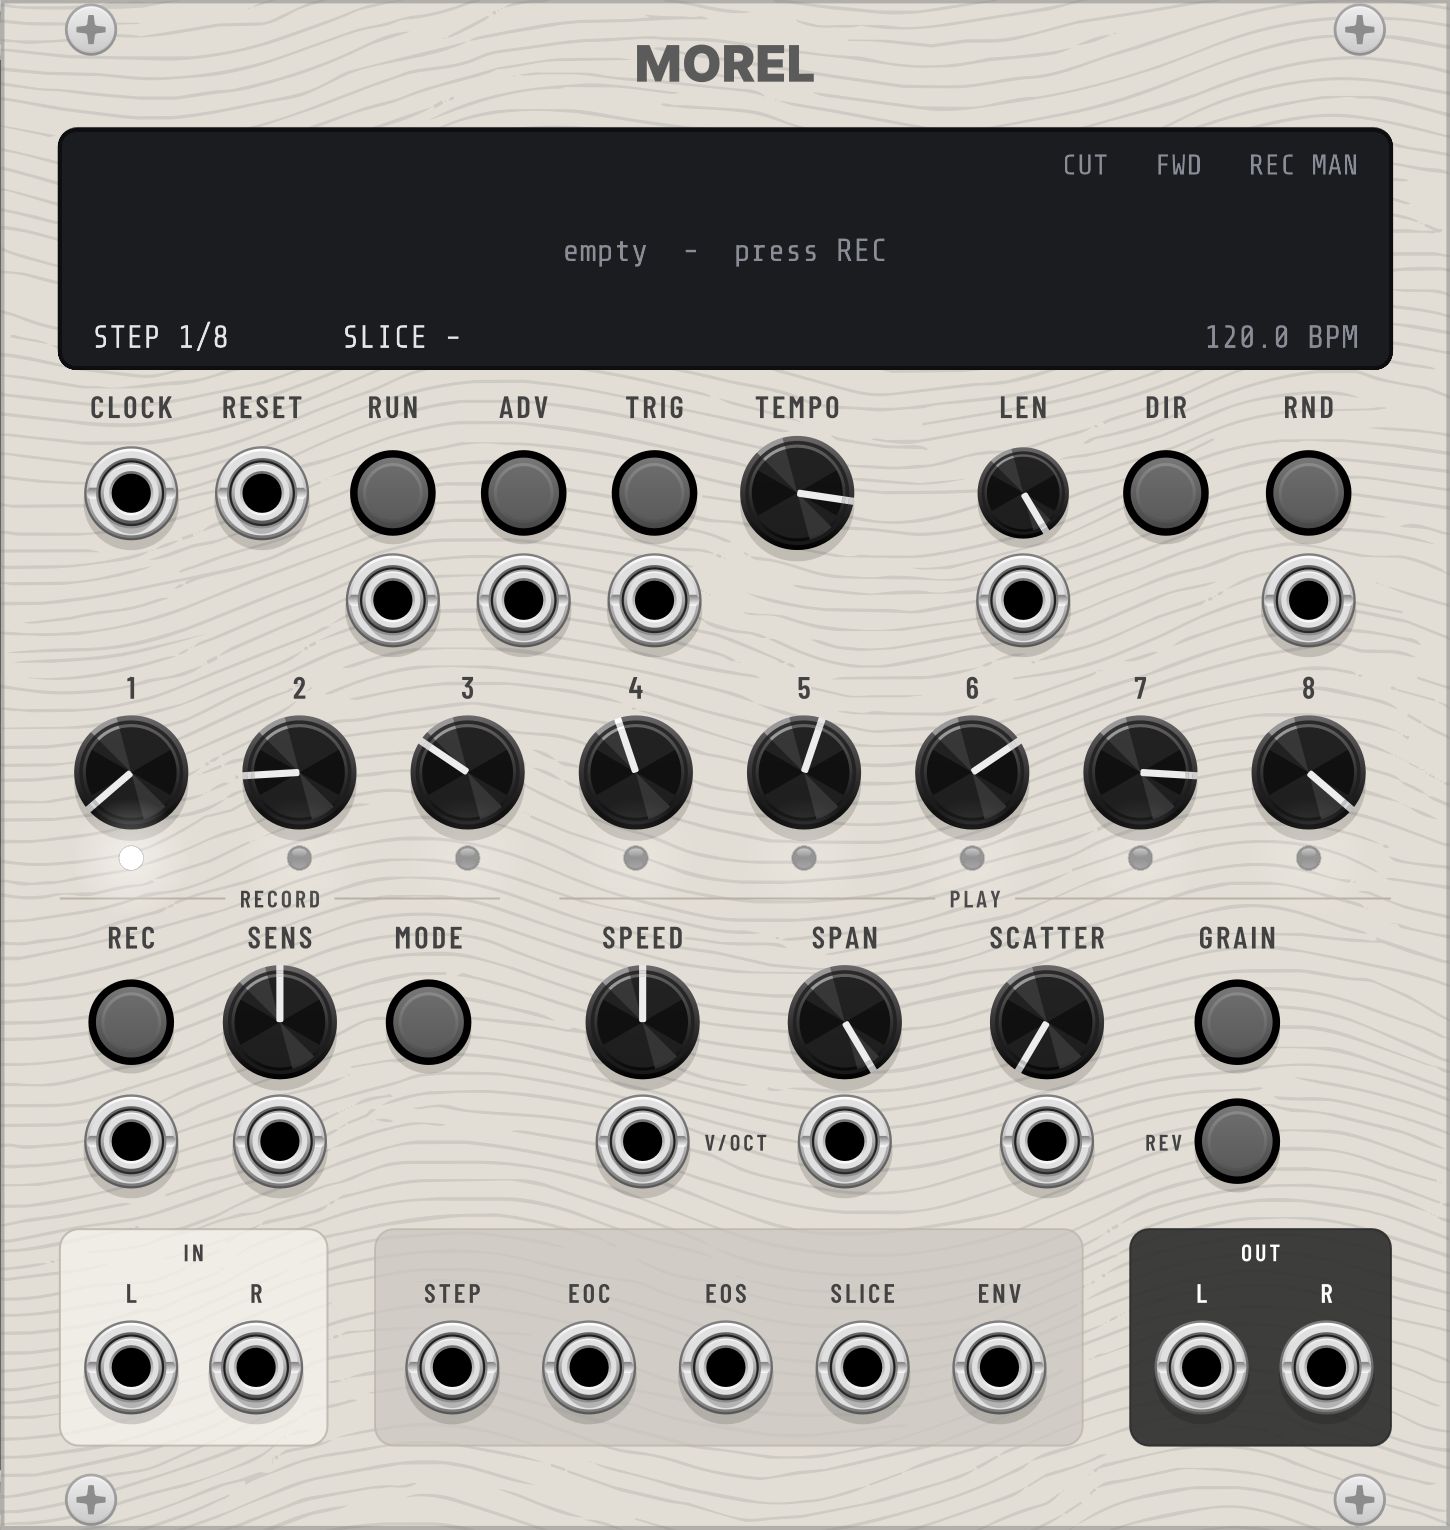 MOREL
CUT FWD REC MAN
empty - press REC
STEP 1/8 SLICE - 120.0 BPM
CLOCK RESET RUN ADV TRIG TEMPO LEN DIR RND
1 2 3 4 5 6 7 8
RECORD PLAY
REC SENS MODE SPEED SPAN SCATTER GRAIN
V/OCT REV
IN OUT
L R STEP EOC EOS SLICE ENV L R